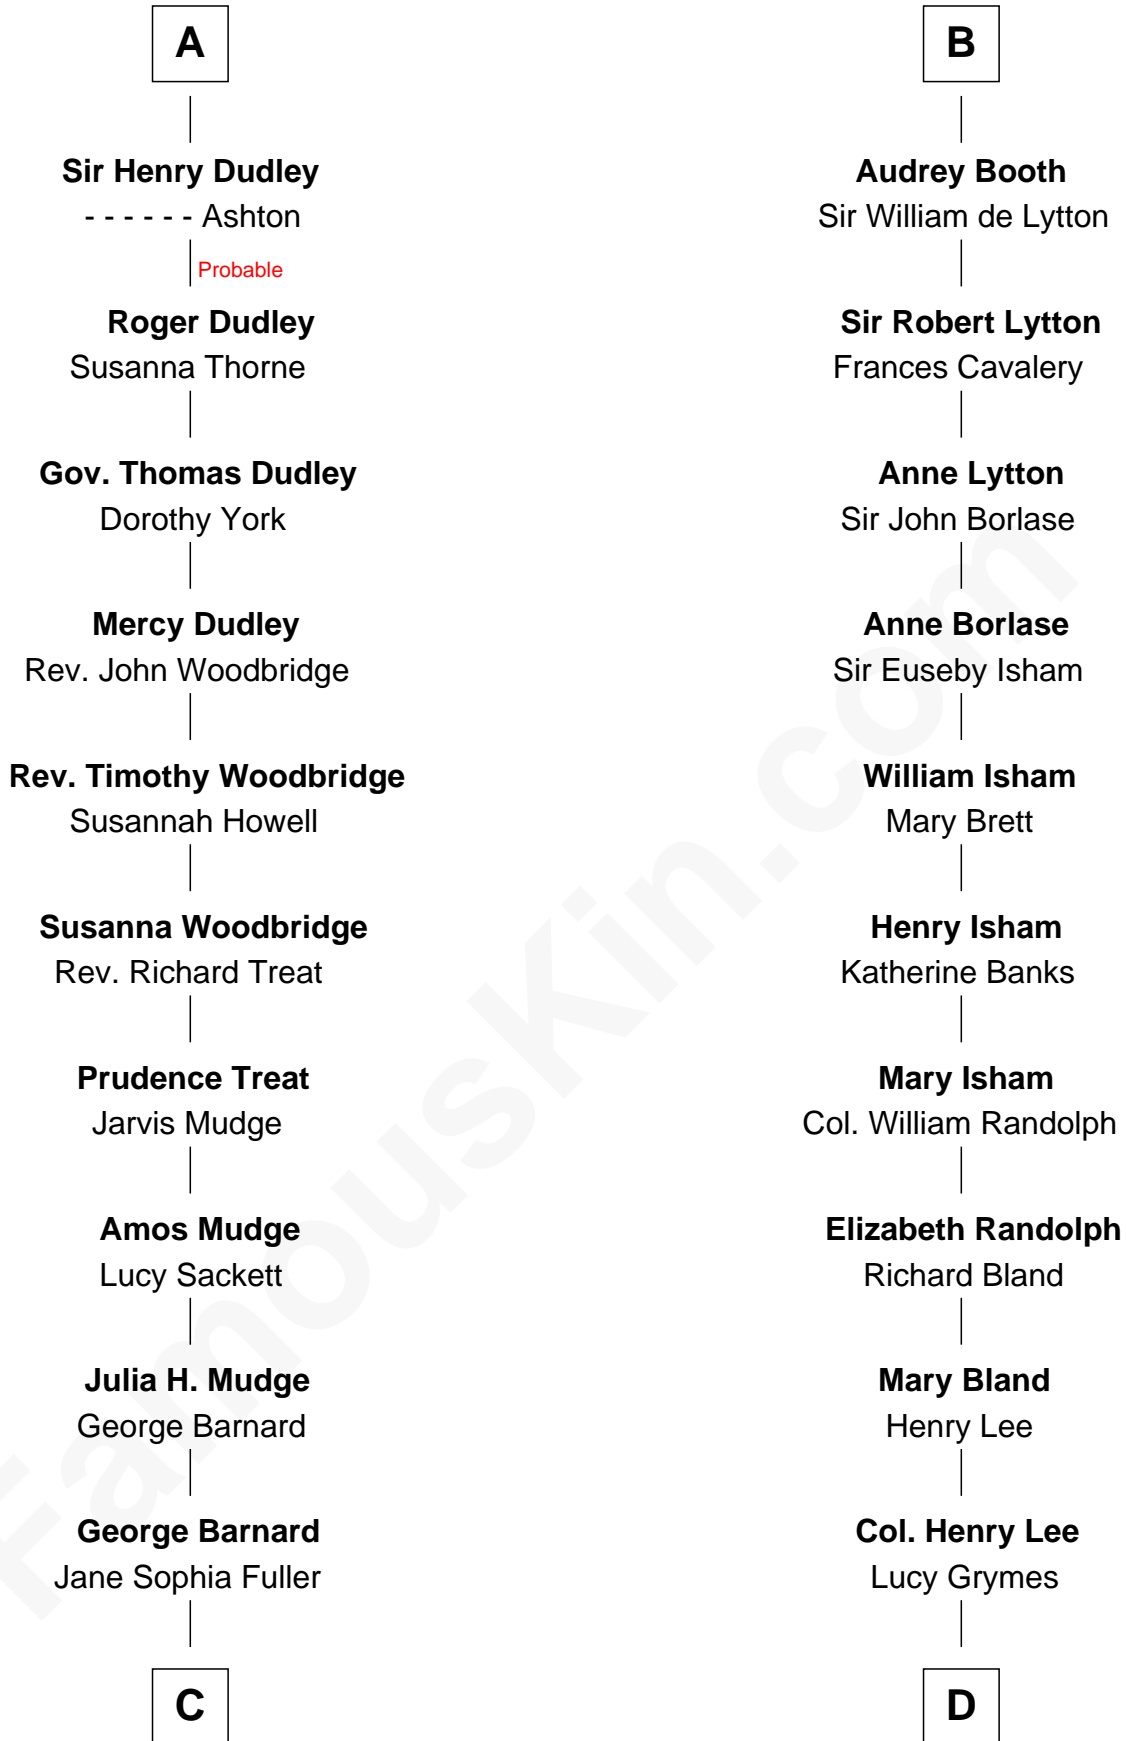 A
Sir Henry Dudley
- - - - - - Ashton
Probable
Roger Dudley
Susanna Thorne
Gov. Thomas Dudley
Dorothy York
Mercy Dudley
Rev. John Woodbridge
Rev. Timothy Woodbridge
Susannah Howell
Susanna Woodbridge
Rev. Richard Treat
Prudence Treat
Jarvis Mudge
Amos Mudge
Lucy Sackett
Julia H. Mudge
George Barnard
George Barnard
Jane Sophia Fuller
C
B
Audrey Booth
Sir William de Lytton
Sir Robert Lytton
Frances Cavalery
Anne Lytton
Sir John Borlase
Anne Borlase
Sir Euseby Isham
William Isham
Mary Brett
Henry Isham
Katherine Banks
Mary Isham
Col. William Randolph
Elizabeth Randolph
Richard Bland
Mary Bland
Henry Lee
Col. Henry Lee
Lucy Grymes
D
FamousKin.com